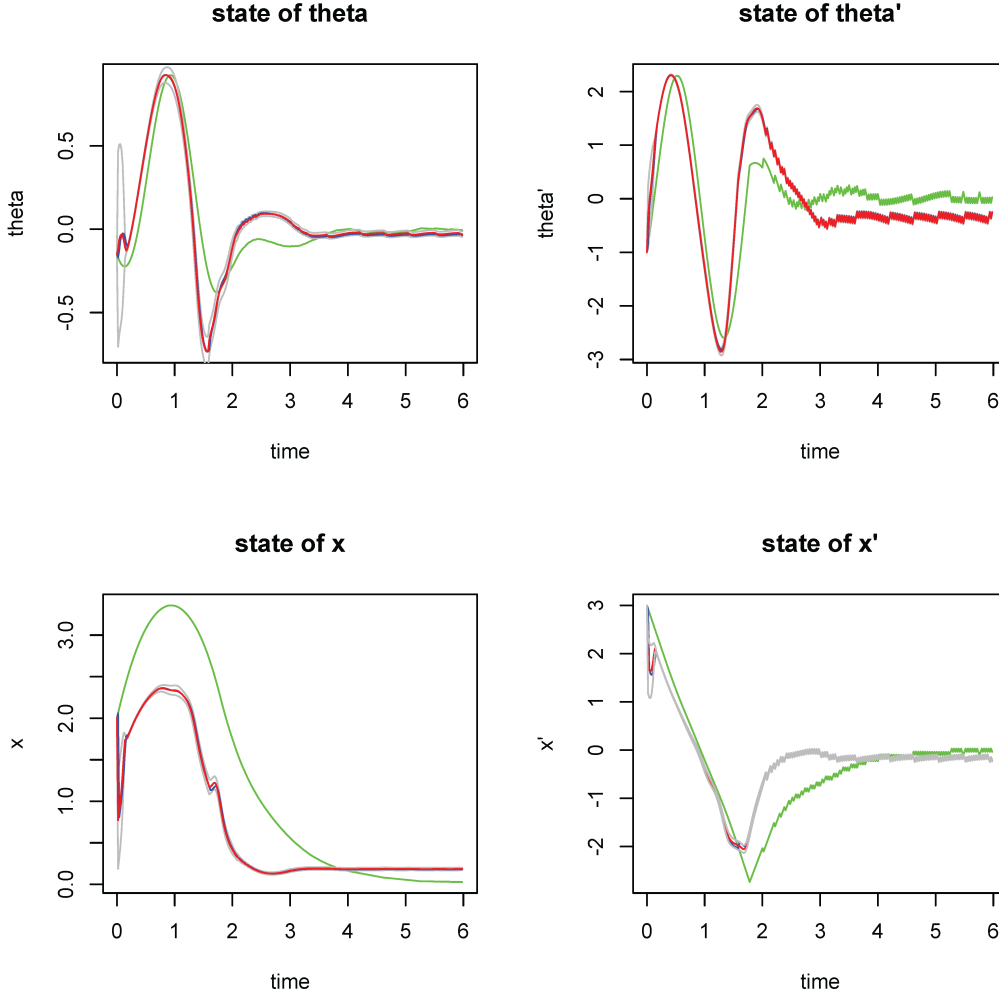 state of theta
theta
0.5
0.0
-0.5
0 1 2 3 4 5 6
time
state of theta'
theta'
2
1
0
-1
-2
-3
0 1 2 3 4 5 6
time
state of x
x
3.0
2.0
1.0
0.0
0 1 2 3 4 5 6
time
state of x'
x'
3
2
1
0
-1
-2
0 1 2 3 4 5 6
time